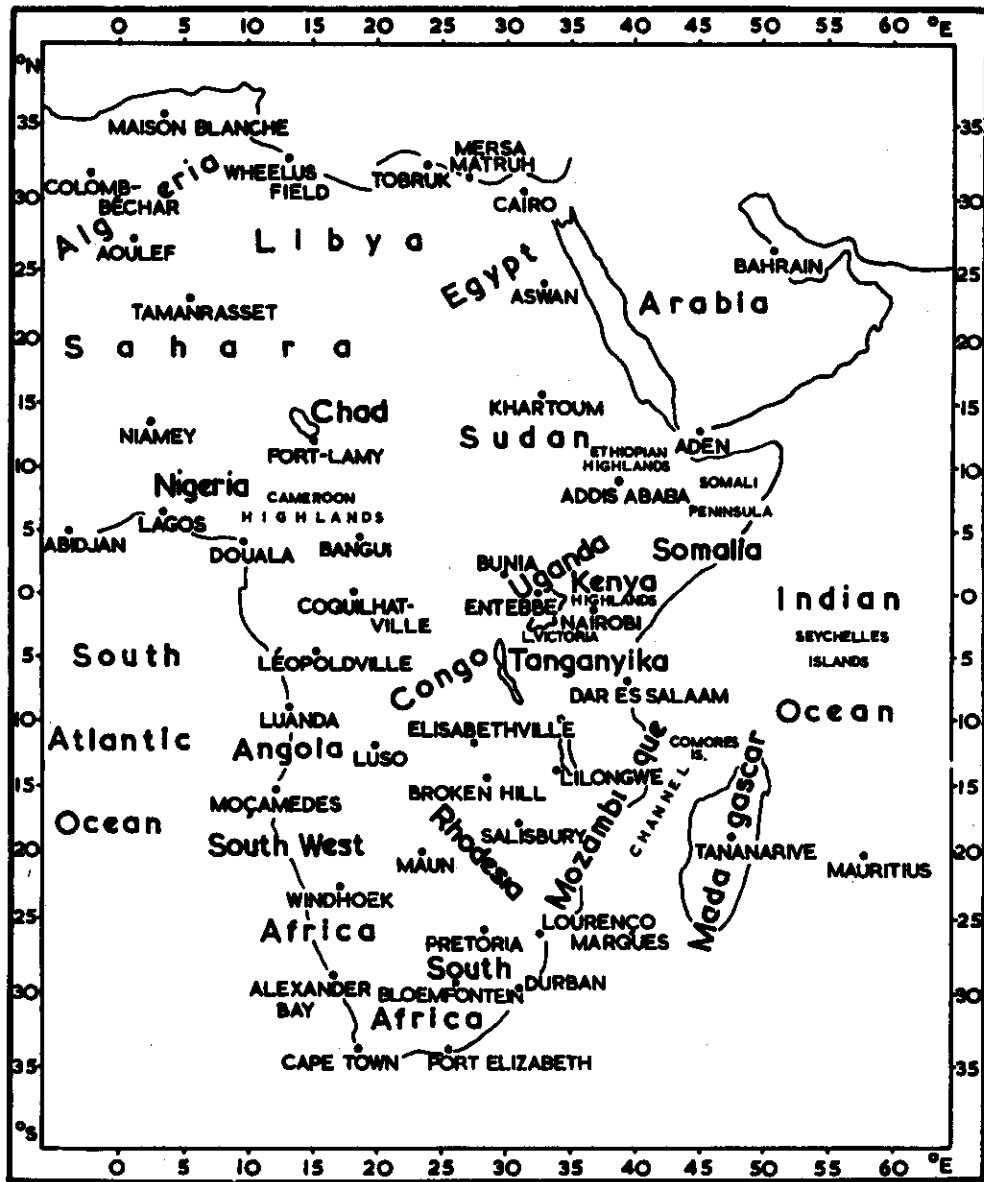 0 5 10 15 20 25 30 35 40 45 50 55 60 °E
°N
35 35
30 30
25 25
20 20
15 15
10 10
5 5
0 0
5 5
10 10
15 15
20 20
25 25
30 30
35 35
°S
0 5 10 15 20 25 30 35 40 45 50 55 60 °E
MAISON BLANCHE
COLOMB-
BÉCHAR
Algeria
AOULEF
WHEELUS
FIELD
TOBRUK
MERSA
MATRUH
CAIRO
Libya
Egypt
ASWAN
BAHRAIN
Arabia
TAMANRASSET
Sahara
KHARTOUM
NIAMEY
Chad
FORT-LAMY
Sudan
ETHIOPIAN
HIGHLANDS
ADEN
Nigeria
CAMEROON
HIGHLANDS
ADDIS ABABA
SOMALI
PENINSULA
ABIDJAN
LAGOS
DOUALA
BANGUI
Somalia
BUNIA
Uganda
Kenya
HIGHLANDS
ENTEBBE
NAIROBI
L.VICTORIA
COQUILHAT-
VILLE
Indian
SEYCHELLES
ISLANDS
Ocean
South
Atlantic
Ocean
LÉOPOLDVILLE
Congo
Tanganyika
DAR ES SALAAM
LUANDA
Angola
LUSO
ELISABETHVILLE
LILONGWE
COMORES
IS.
MOÇAMEDES
BROKEN HILL
Mozambique
CHANNEL
Madagascar
South West
Africa
MAUN
Rhodesia
SALISBURY
TANANARIVE
MAURITIUS
WINDHOEK
PRETORIA
LOURENÇO
MARQUES
South
Africa
ALEXANDER
BAY
BLOEMFONTEIN
DURBAN
CAPE TOWN
PORT ELIZABETH